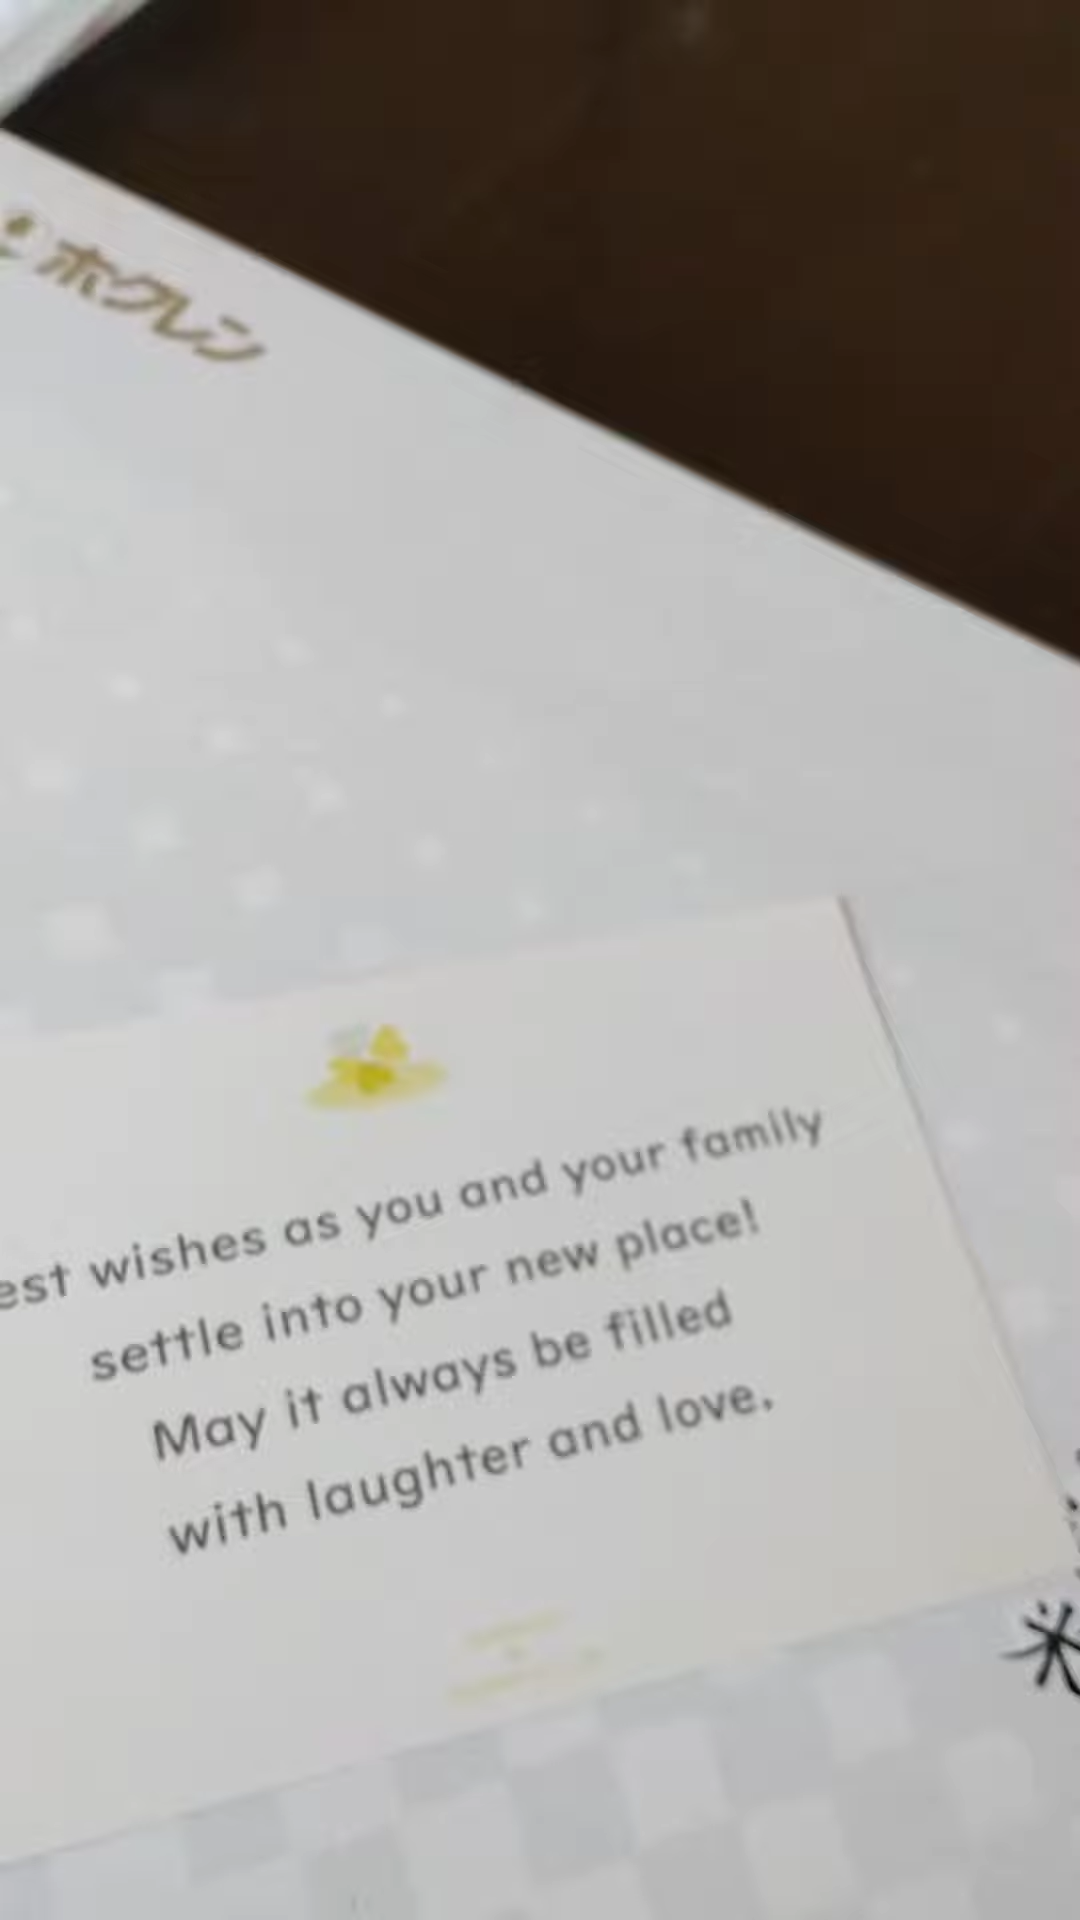 ホクレン
est wishes as you and your family
settle into your new place!
May it always be filled
with laughter and love.